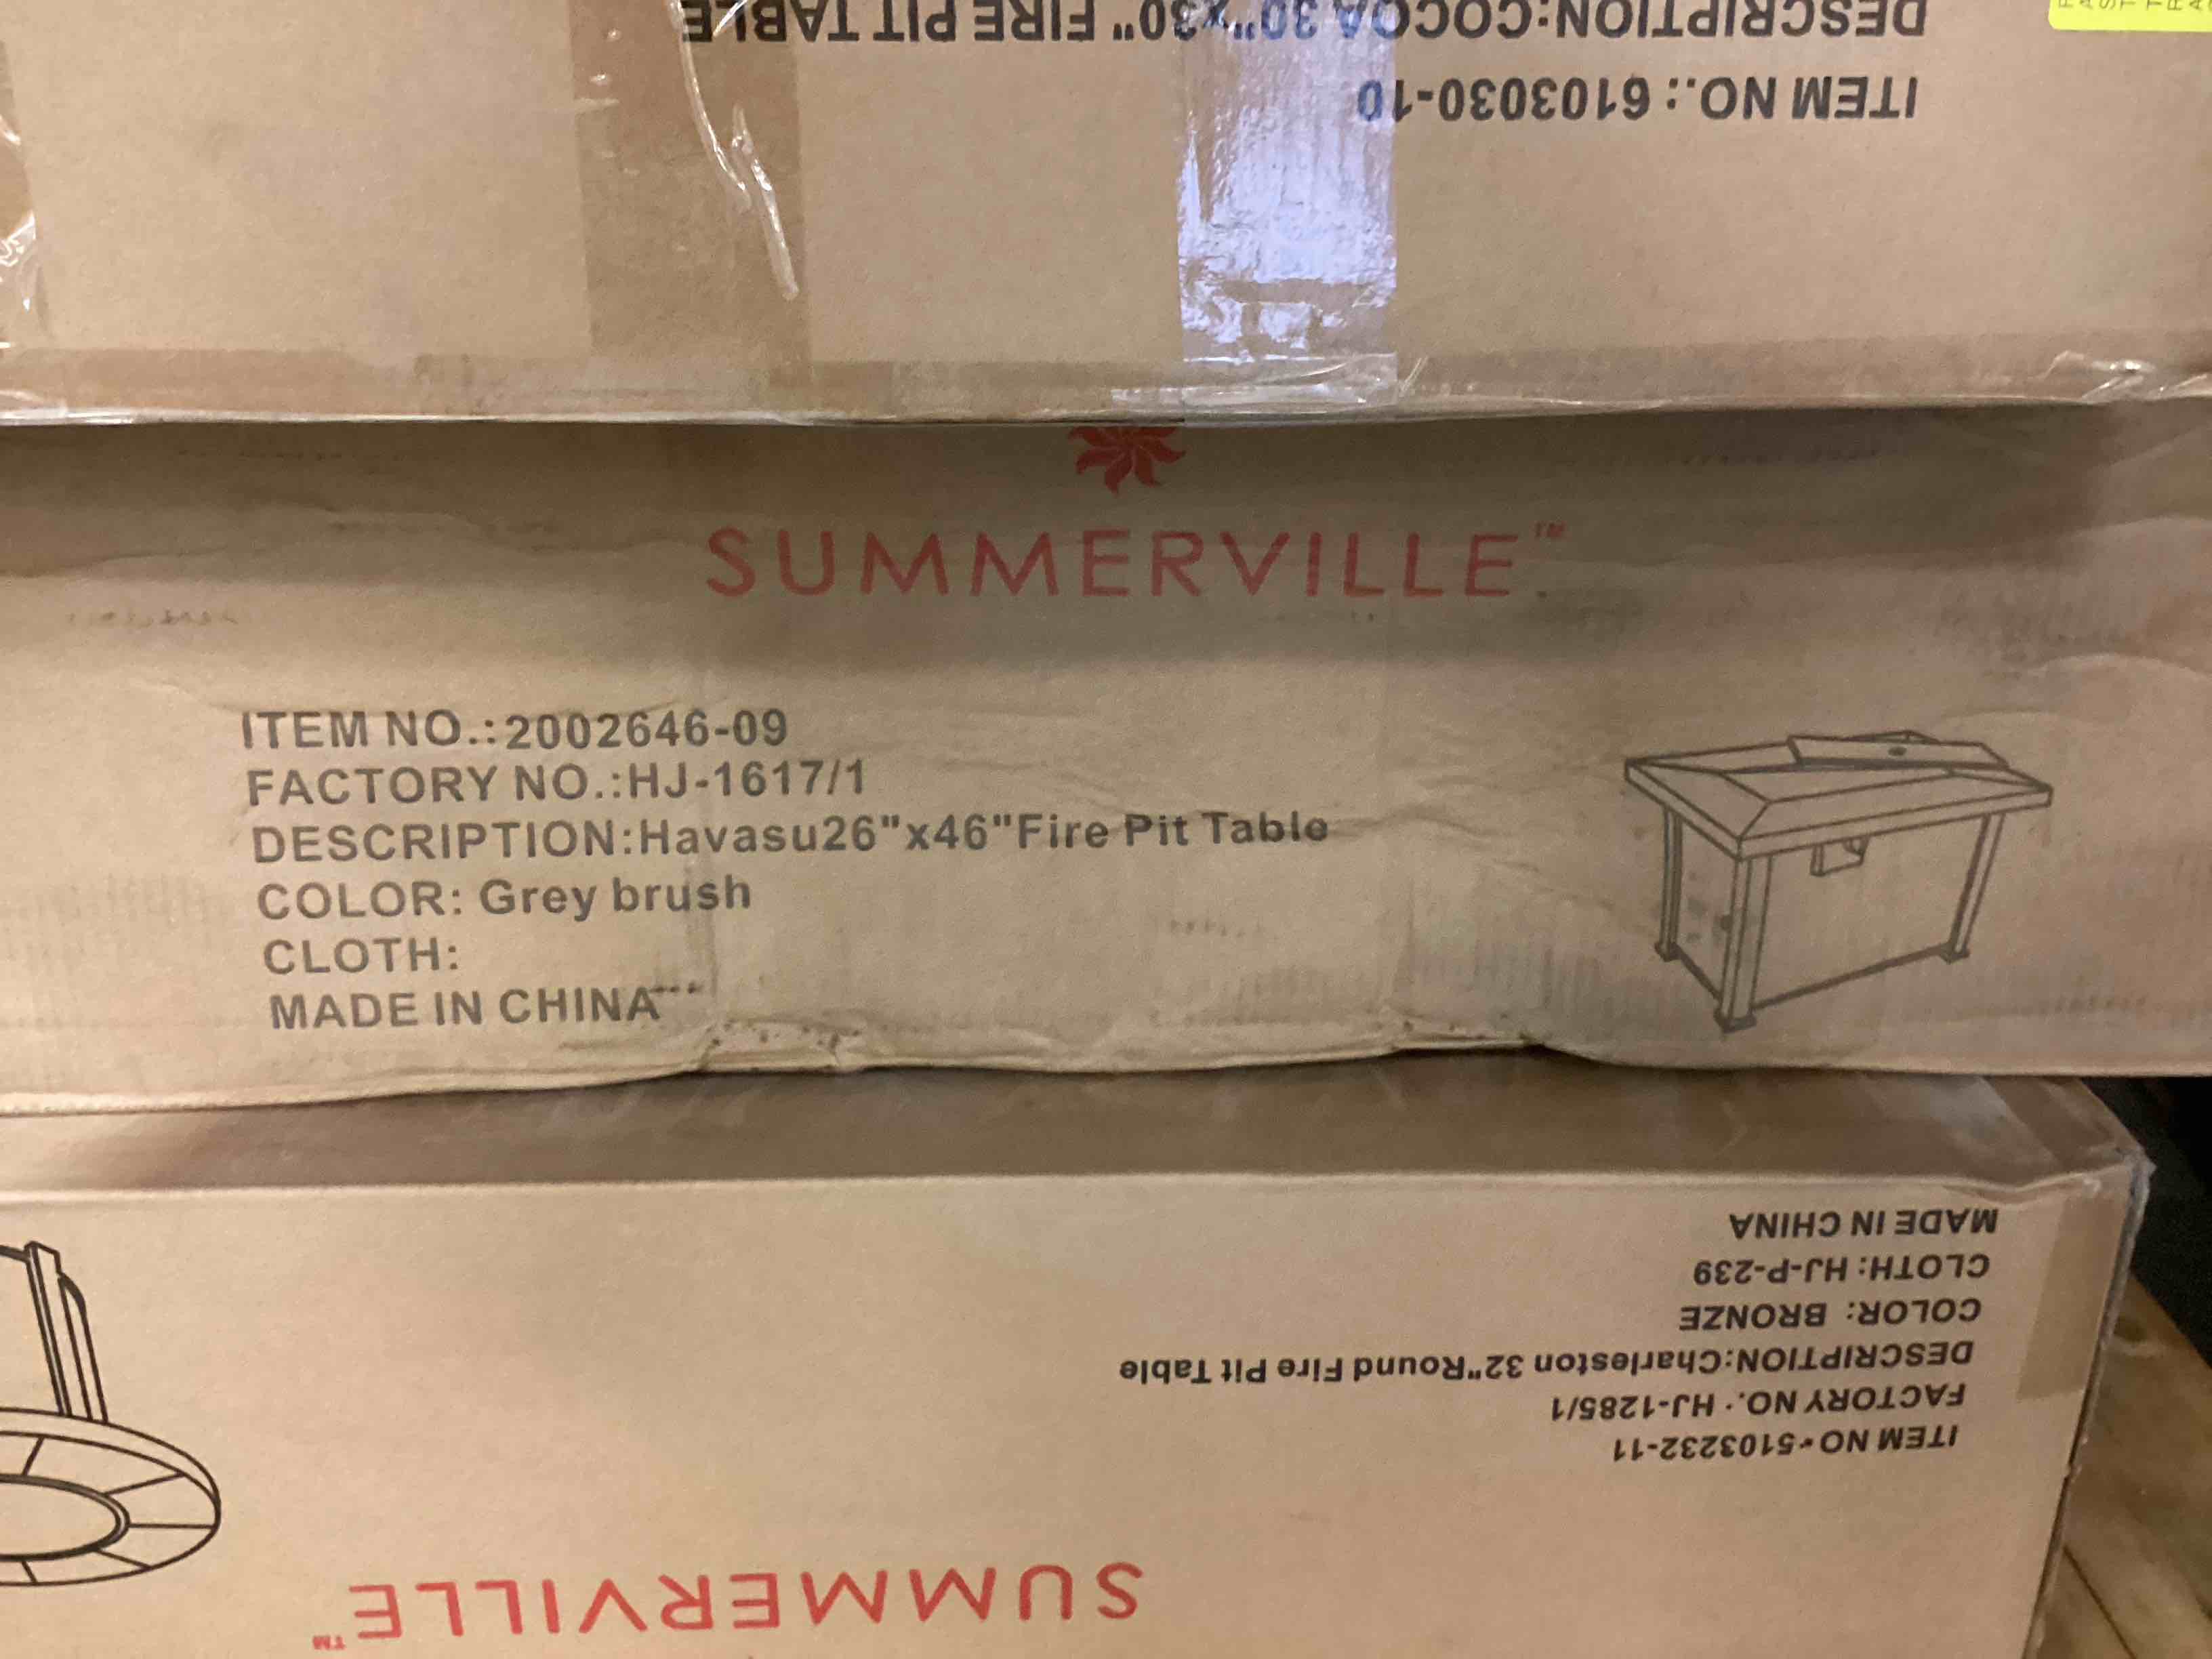 DESCRIPTION:COCOA 30"x30" FIRE PIT TABLE
ITEM NO.: 6103030-10
SUMMERVILLE™
ITEM NO.:2002646-09
FACTORY NO.:HJ-1617/1
DESCRIPTION:Havasu26"x46"Fire Pit Table
COLOR: Grey brush
CLOTH:
MADE IN CHINA
SUMMERVILLE™
ITEM NO.:5103232-11
FACTORY NO.: HJ-1285/1
DESCRIPTION:Charleston 32"Round Fire Pit Table
COLOR: BRONZE
CLOTH: HJ-P-239
MADE IN CHINA